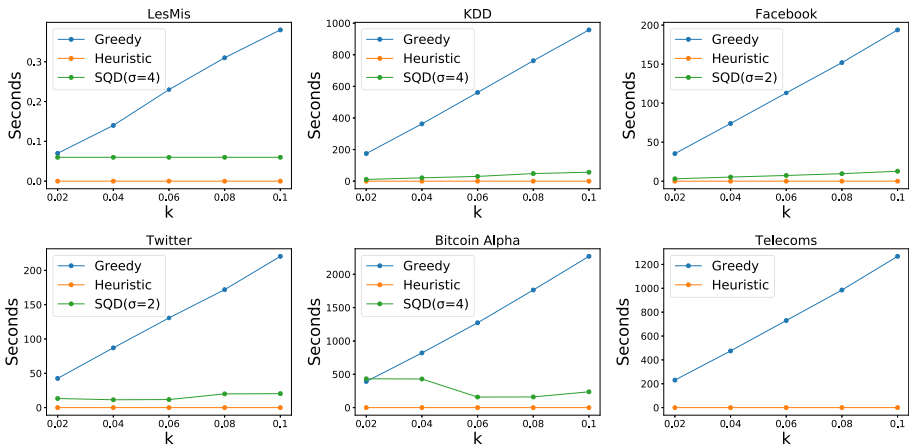 LesMis
Greedy
Heuristic
SQD(σ=4)
Seconds
0.3
0.2
0.1
0.0
0.02 0.04 0.06 0.08 0.1
k
KDD
Greedy
Heuristic
SQD(σ=4)
Seconds
1000
800
600
400
200
0
0.02 0.04 0.06 0.08 0.1
k
Facebook
Greedy
Heuristic
SQD(σ=2)
Seconds
200
150
100
50
0
0.02 0.04 0.06 0.08 0.1
k
Twitter
Greedy
Heuristic
SQD(σ=2)
Seconds
200
150
100
50
0
0.02 0.04 0.06 0.08 0.1
k
Bitcoin Alpha
Greedy
Heuristic
SQD(σ=4)
Seconds
2000
1500
1000
500
0
0.02 0.04 0.06 0.08 0.1
k
Telecoms
Greedy
Heuristic
Seconds
1200
1000
800
600
400
200
0
0.02 0.04 0.06 0.08 0.1
k